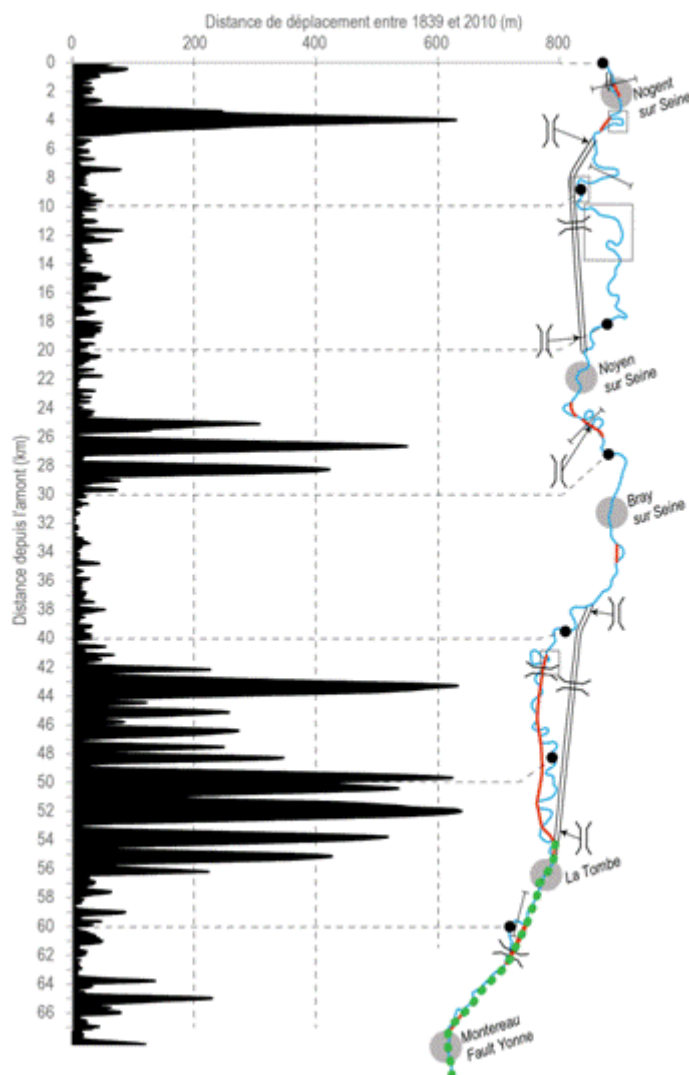 Distance de déplacement entre 1839 et 2010 (m)
0 200 400 600 800
Distance depuis l'amont (km)
0
2
4
6
8
10
12
14
16
18
20
22
24
26
28
30
32
34
36
38
40
42
44
46
48
50
52
54
56
58
60
62
64
66
Nogent
sur Seine
Noyen
sur Seine
Bray
sur Seine
La Tombe
Montereau
Fault Yonne